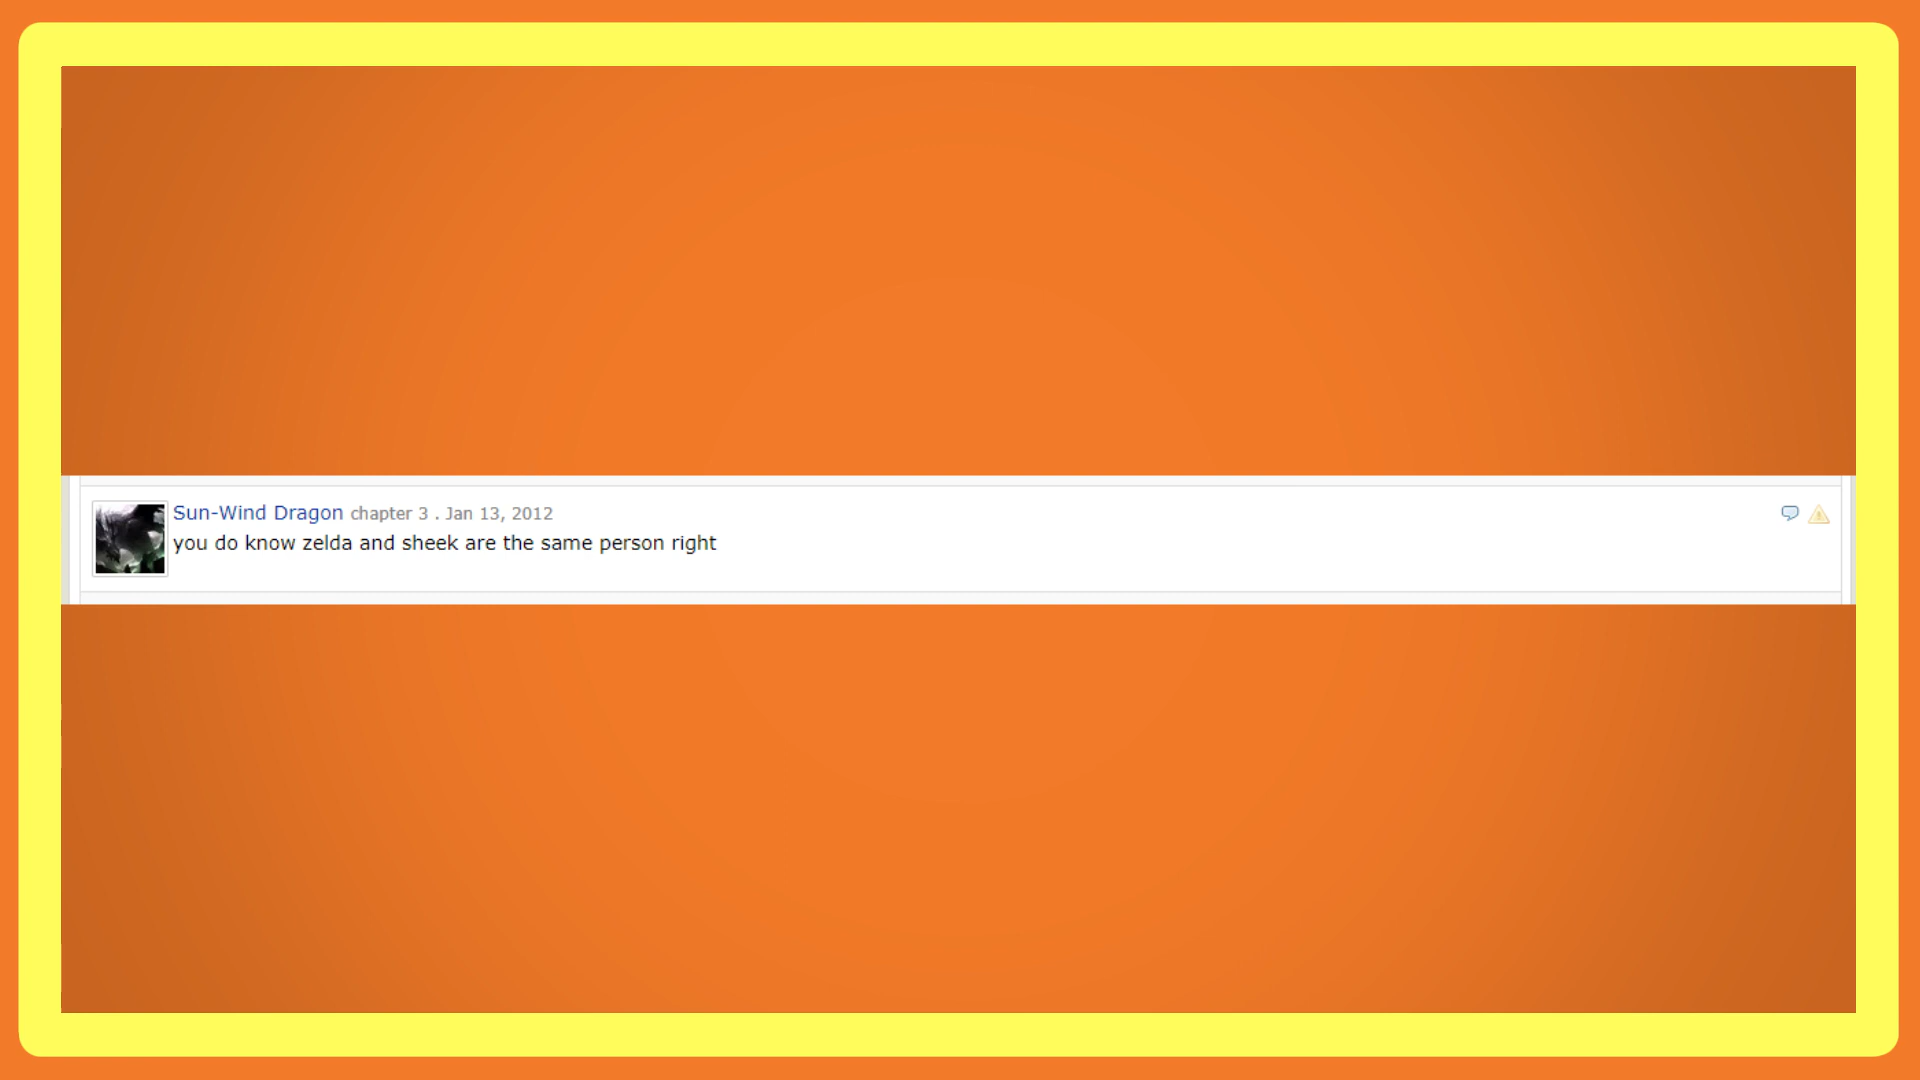 Sun-Wind Dragon chapter 3 . Jan 13, 2012
you do know zelda and sheek are the same person right